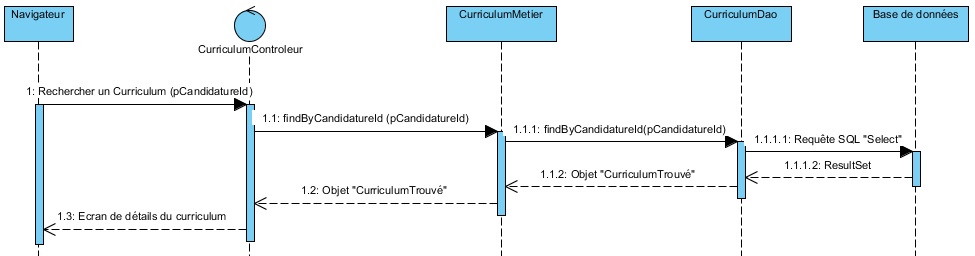 Navigateur
CurriculumControleur
CurriculumMetier
CurriculumDao
Base de données
1: Rechercher un Curriculum (pCandidatureId)
1.1: findByCandidatureId (pCandidatureId)
1.1.1: findByCandidatureId(pCandidatureId)
1.1.1.1: Requête SQL "Select"
1.1.1.2: ResultSet
1.1.2: Objet "CurriculumTrouvé"
1.2: Objet "CurriculumTrouvé"
1.3: Ecran de détails du curriculum